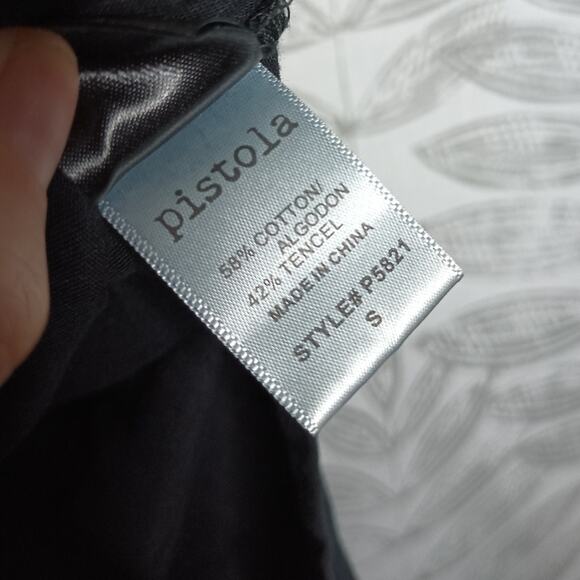 pistola
58% COTTON/
ALGODON
42% TENCEL
MADE IN CHINA
STYLE# P5821
S